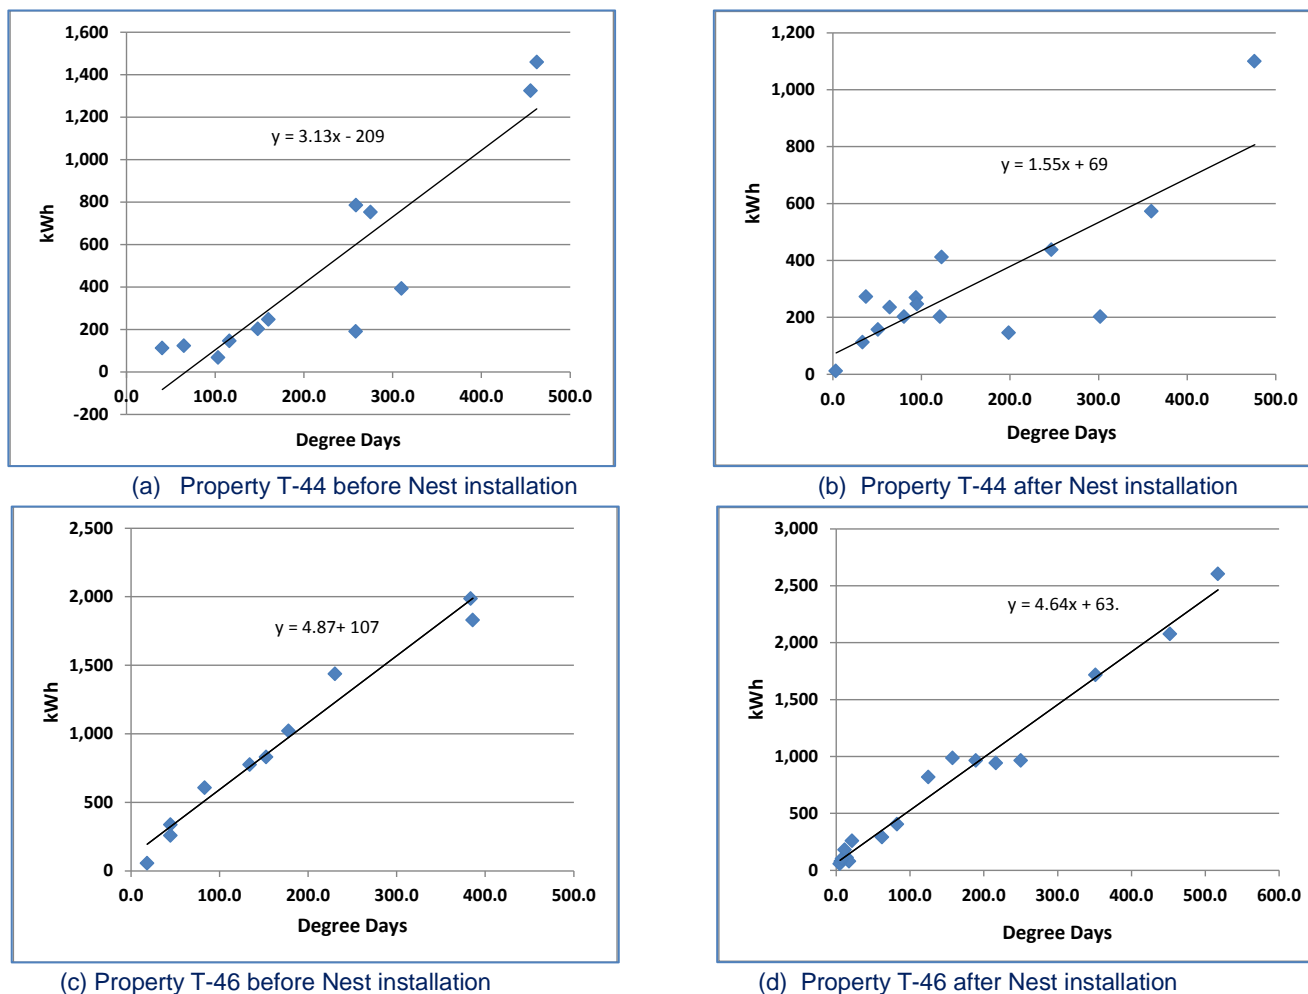 1,600
1,400
1,200
1,000
800
600
400
200
0
-200
kWh
y = 3.13x - 209
0.0 100.0 200.0 300.0 400.0 500.0
Degree Days
(a) Property T-44 before Nest installation
1,200
1,000
800
600
400
200
0
kWh
y = 1.55x + 69
0.0 100.0 200.0 300.0 400.0 500.0
Degree Days
(b) Property T-44 after Nest installation
2,500
2,000
1,500
1,000
500
0
kWh
y = 4.87+ 107
0.0 100.0 200.0 300.0 400.0 500.0
Degree Days
(c) Property T-46 before Nest installation
3,000
2,500
2,000
1,500
1,000
500
0
kWh
y = 4.64x + 63.
0.0 100.0 200.0 300.0 400.0 500.0 600.0
Degree Days
(d) Property T-46 after Nest installation